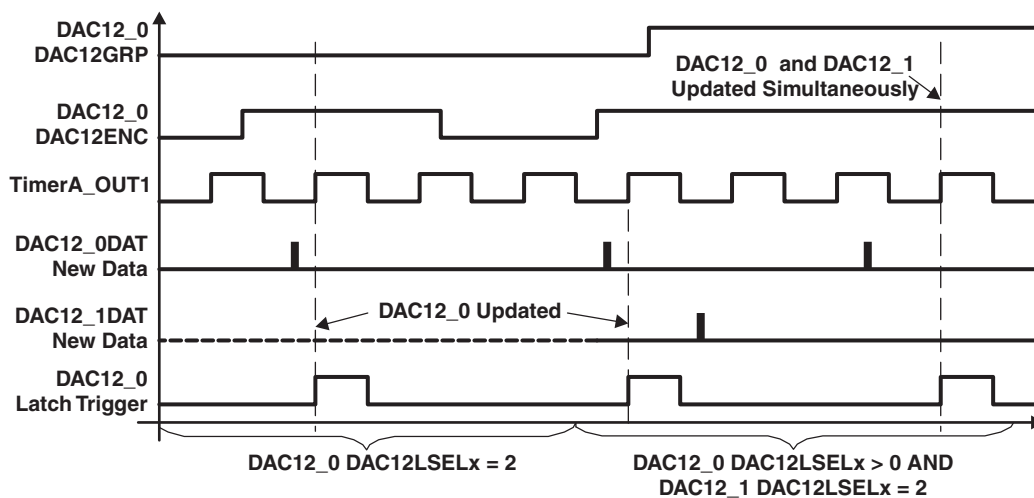 DAC12_0
DAC12GRP
DAC12_0 and DAC12_1
Updated Simultaneously
DAC12_0
DAC12ENC
TimerA_OUT1
DAC12_0DAT
New Data
DAC12_1DAT
New Data
DAC12_0 Updated
DAC12_0
Latch Trigger
DAC12_0 DAC12LSELx = 2
DAC12_0 DAC12LSELx > 0 AND
DAC12_1 DAC12LSELx = 2